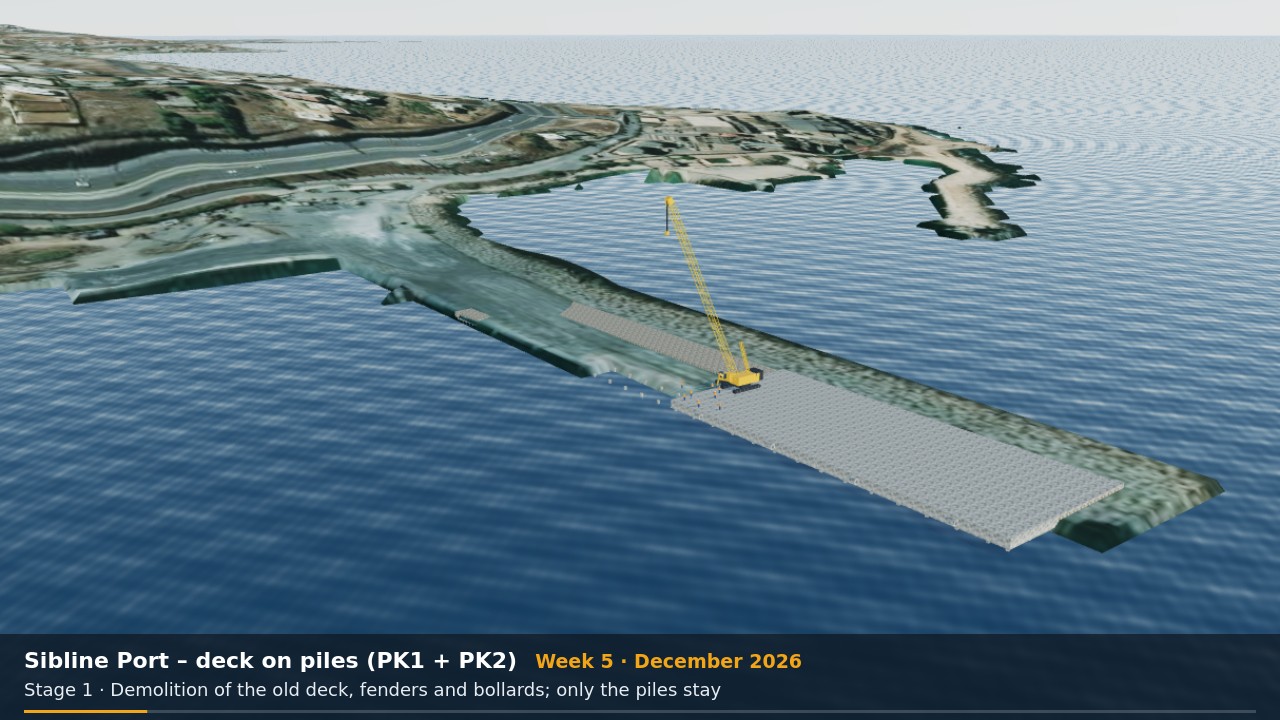 Sibline Port – deck on piles (PK1 + PK2) Week 5 · December 2026
Stage 1 · Demolition of the old deck, fenders and bollards; only the piles stay